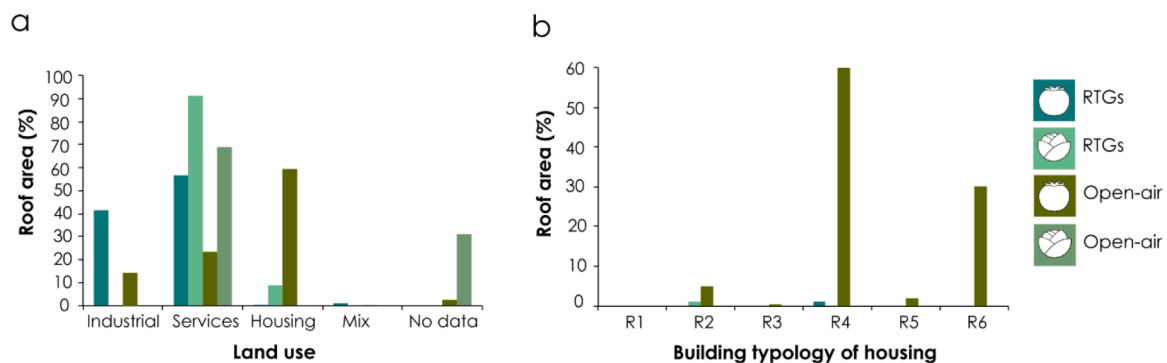 a
Roof area (%)
100
90
80
70
60
50
40
30
20
10
0
Industrial Services Housing Mix No data
Land use
b
Roof area (%)
60
50
40
30
20
10
0
R1 R2 R3 R4 R5 R6
Building typology of housing
RTGs
RTGs
Open-air
Open-air